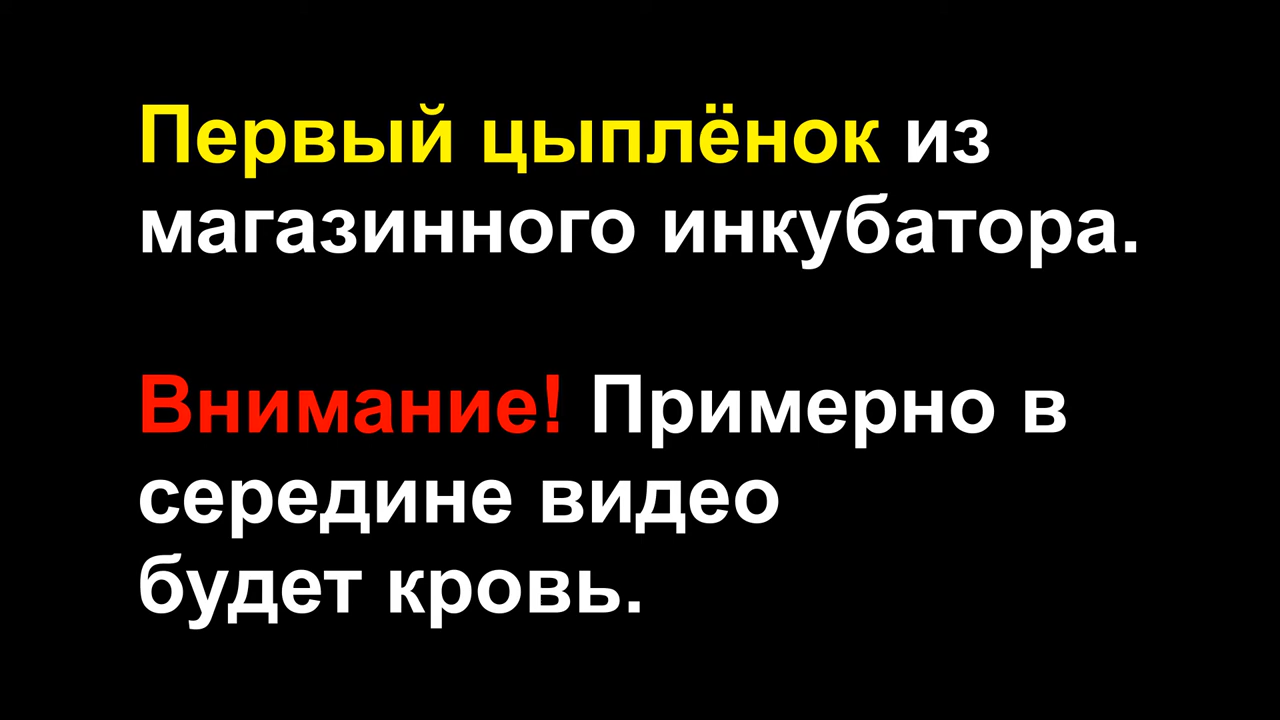 Первый цыплёнок из
магазинного инкубатора.
Внимание! Примерно в
середине видео
будет кровь.